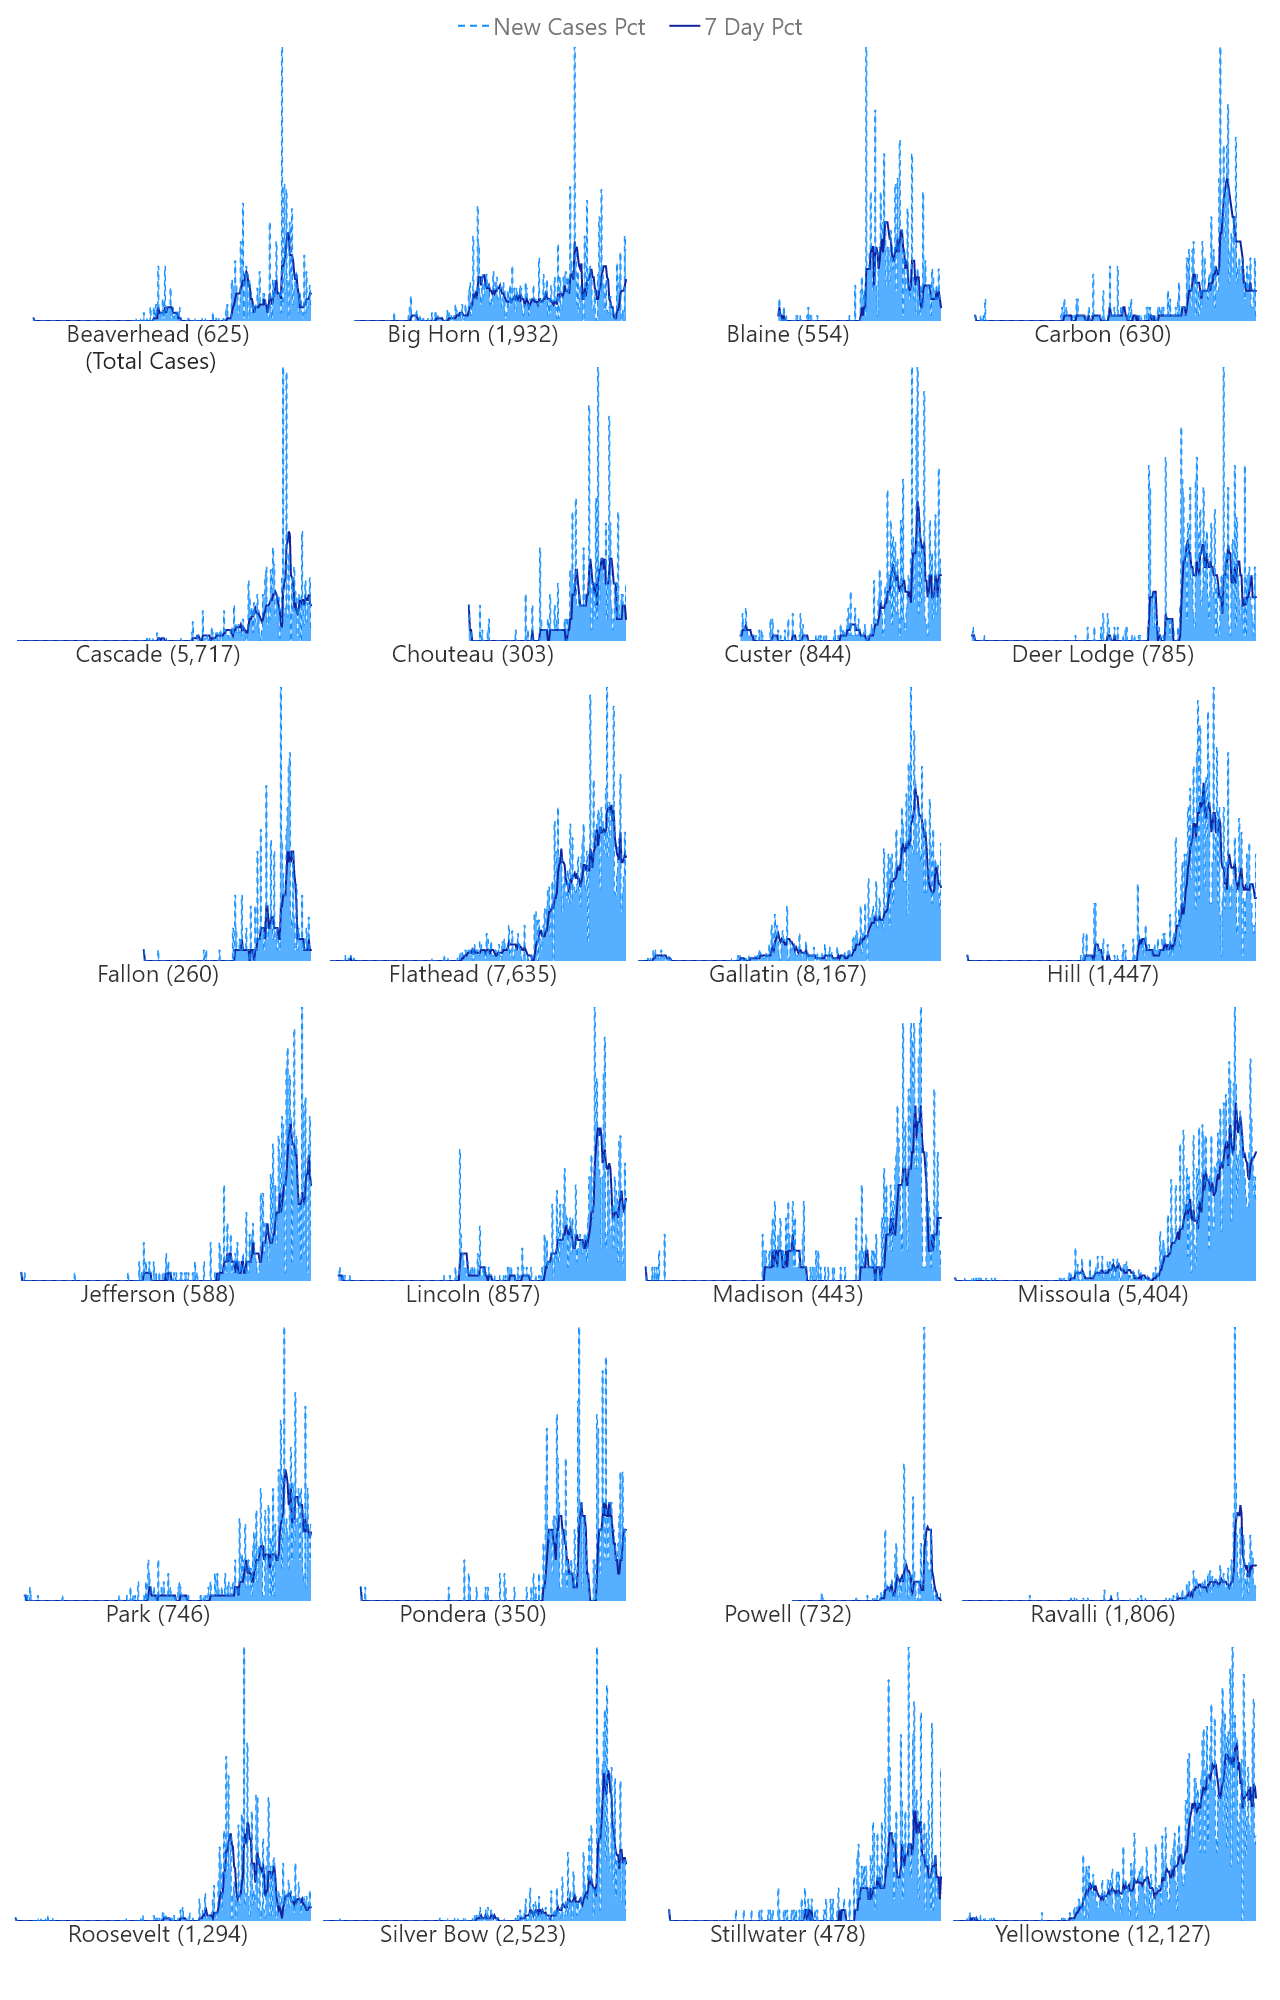 New Cases Pct 7 Day Pct
Beaverhead (625) Big Horn (1,932) Blaine (554) Carbon (630)
(Total Cases)
Cascade (5,717) Chouteau (303) Custer (844) Deer Lodge (785)
Fallon (260) Flathead (7,635) Gallatin (8,167) Hill (1,447)
Jefferson (588) Lincoln (857) Madison (443) Missoula (5,404)
Park (746) Pondera (350) Powell (732) Ravalli (1,806)
Roosevelt (1,294) Silver Bow (2,523) Stillwater (478) Yellowstone (12,127)